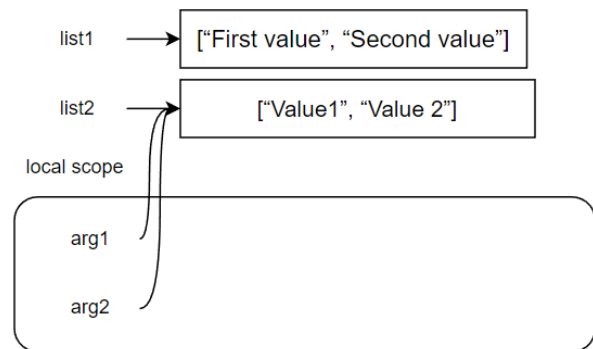 list1
[“First value”, “Second value”]
list2
[“Value1”, “Value 2”]
local scope
arg1
arg2